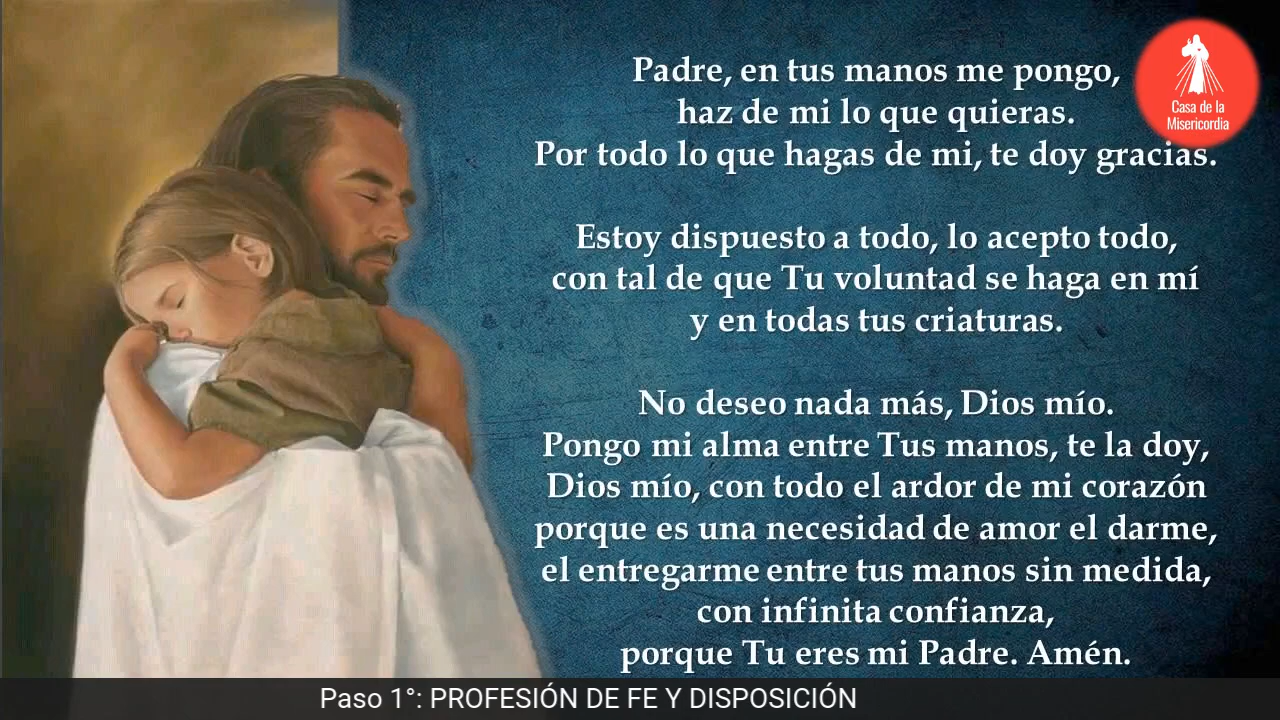 Padre, en tus manos me pongo,
haz de mi lo que quieras.
Por todo lo que hagas de mi, te doy gracias.
Casa de la
Misericordia
Estoy dispuesto a todo, lo acepto todo,
con tal de que Tu voluntad se haga en mí
y en todas tus criaturas.
No deseo nada más, Dios mío.
Pongo mi alma entre Tus manos, te la doy,
Dios mío, con todo el ardor de mi corazón
porque es una necesidad de amor el darme,
el entregarme entre tus manos sin medida,
con infinita confianza,
porque Tu eres mi Padre. Amén.
Paso 1°: PROFESIÓN DE FE Y DISPOSICIÓN